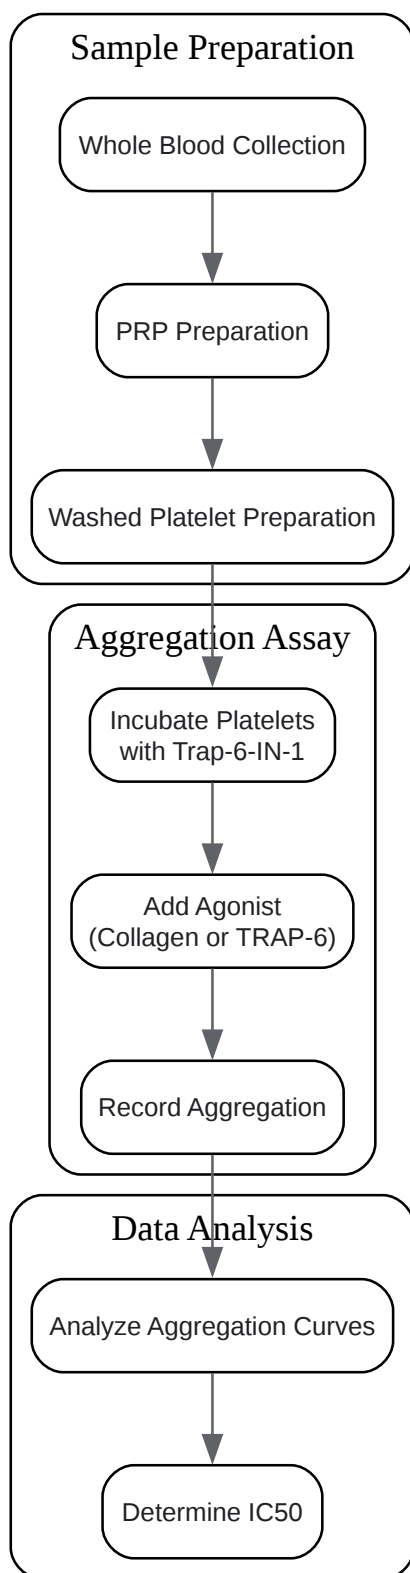 Sample Preparation
Whole Blood Collection
PRP Preparation
Washed Platelet Preparation
Aggregation Assay
Incubate Platelets
with Trap-6-IN-1
Add Agonist
(Collagen or TRAP-6)
Record Aggregation
Data Analysis
Analyze Aggregation Curves
Determine IC50